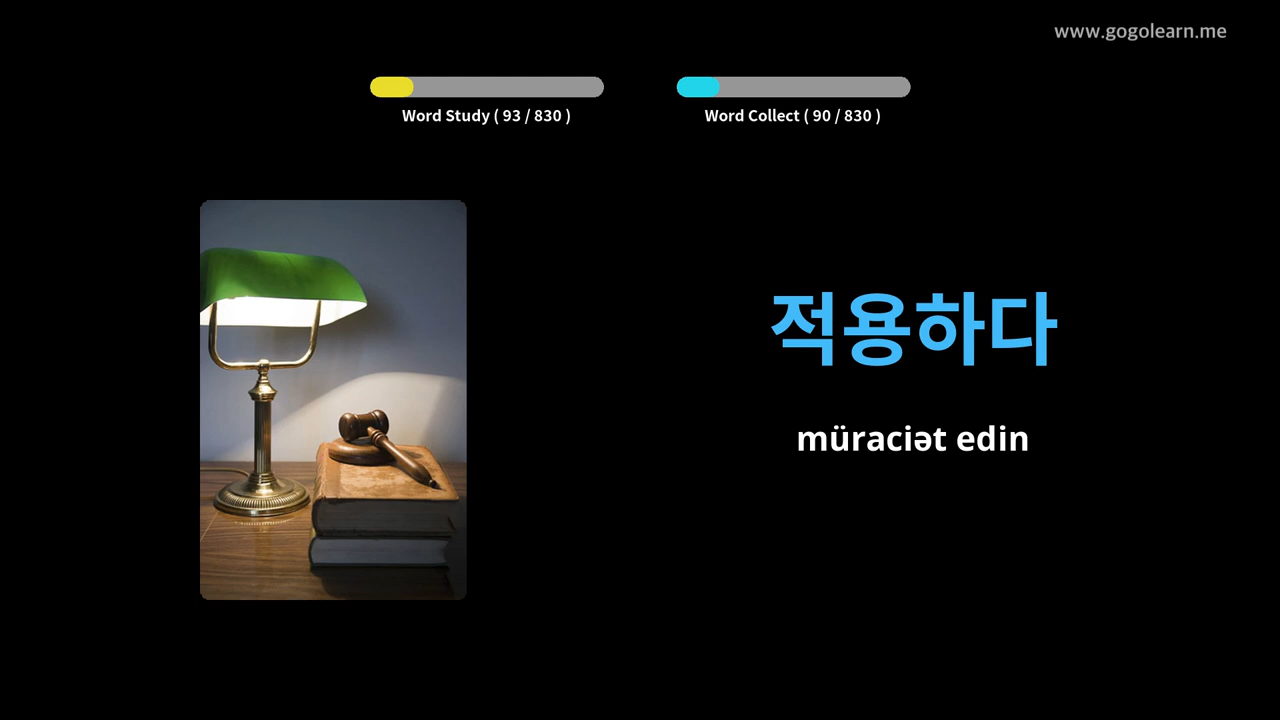 www.gogolearn.me
Word Study ( 93 / 830 )
Word Collect ( 90 / 830 )
적용하다
müraciət edin